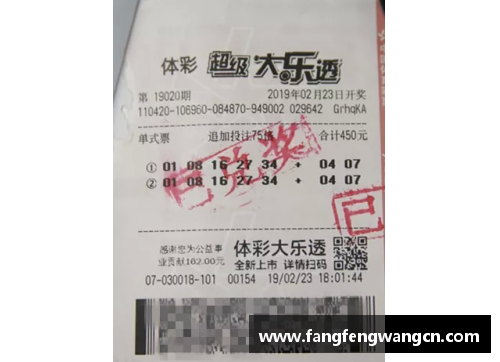 体彩 超级大乐透
第 19020期 2019年02月23日开奖
110420-106960-084870-949002 029642 GrhqKA
单式票 追加投注75倍 合计450元
① 01 08 16 27 34 + 04 07
② 01 08 16 27 34 + 04 07
已兑奖
已
感谢您为公益事
业贡献162.00元
体彩大乐透
全新上市 详情扫码
07-030018-101 00154 19/02/23 18:01:44
www.fangfengwangcn.com